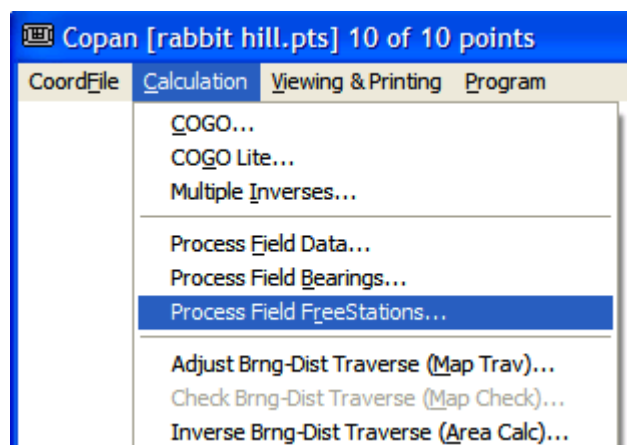 Copan [rabbit hill.pts] 10 of 10 points
CoordFile Calculation Viewing & Printing Program
COGO...
COGO Lite...
Multiple Inverses...
Process Field Data...
Process Field Bearings...
Process Field FreeStations...
Adjust Brng-Dist Traverse (Map Trav)...
Check Brng-Dist Traverse (Map Check)...
Inverse Brng-Dist Traverse (Area Calc)...